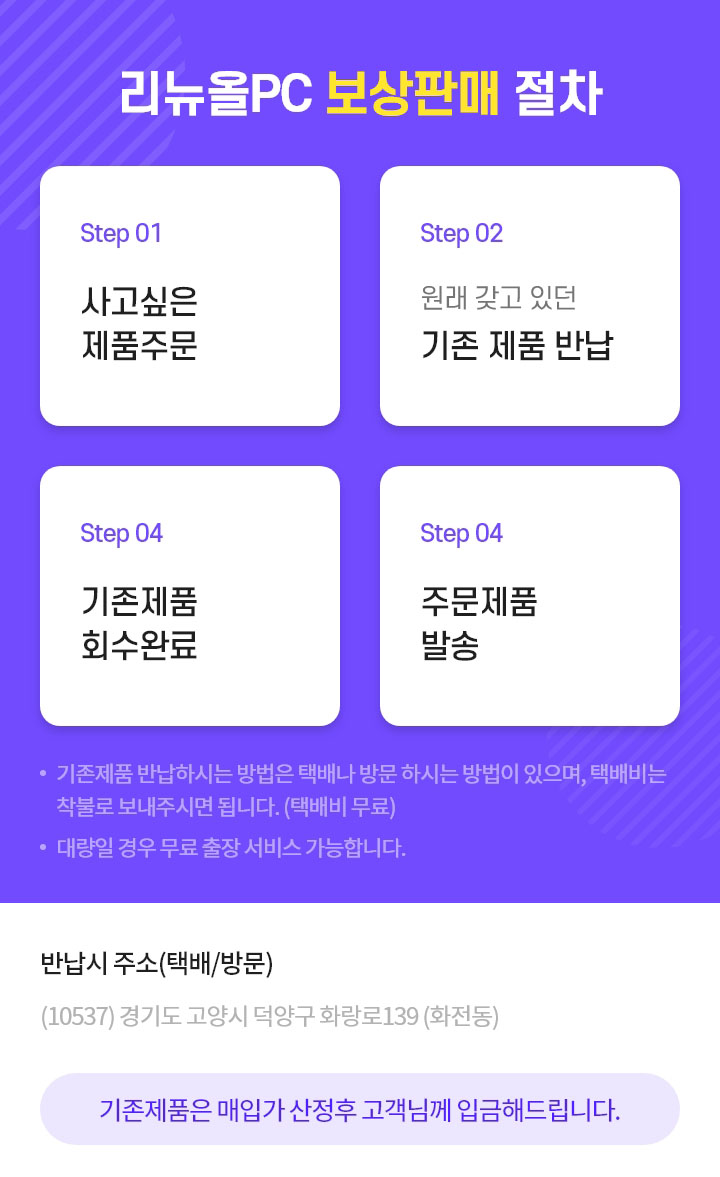 리뉴올PC 보상판매 절차
Step 01
사고싶은
제품주문
Step 02
원래 갖고 있던
기존 제품 반납
Step 04
기존제품
회수완료
Step 04
주문제품
발송
• 기존제품 반납하시는 방법은 택배나 방문 하시는 방법이 있으며, 택배비는
착불로 보내주시면 됩니다. (택배비 무료)
• 대량일 경우 무료 출장 서비스 가능합니다.
반납시 주소(택배/방문)
(10537) 경기도 고양시 덕양구 화랑로139 (화전동)
기존제품은 매입가 산정후 고객님께 입금해드립니다.